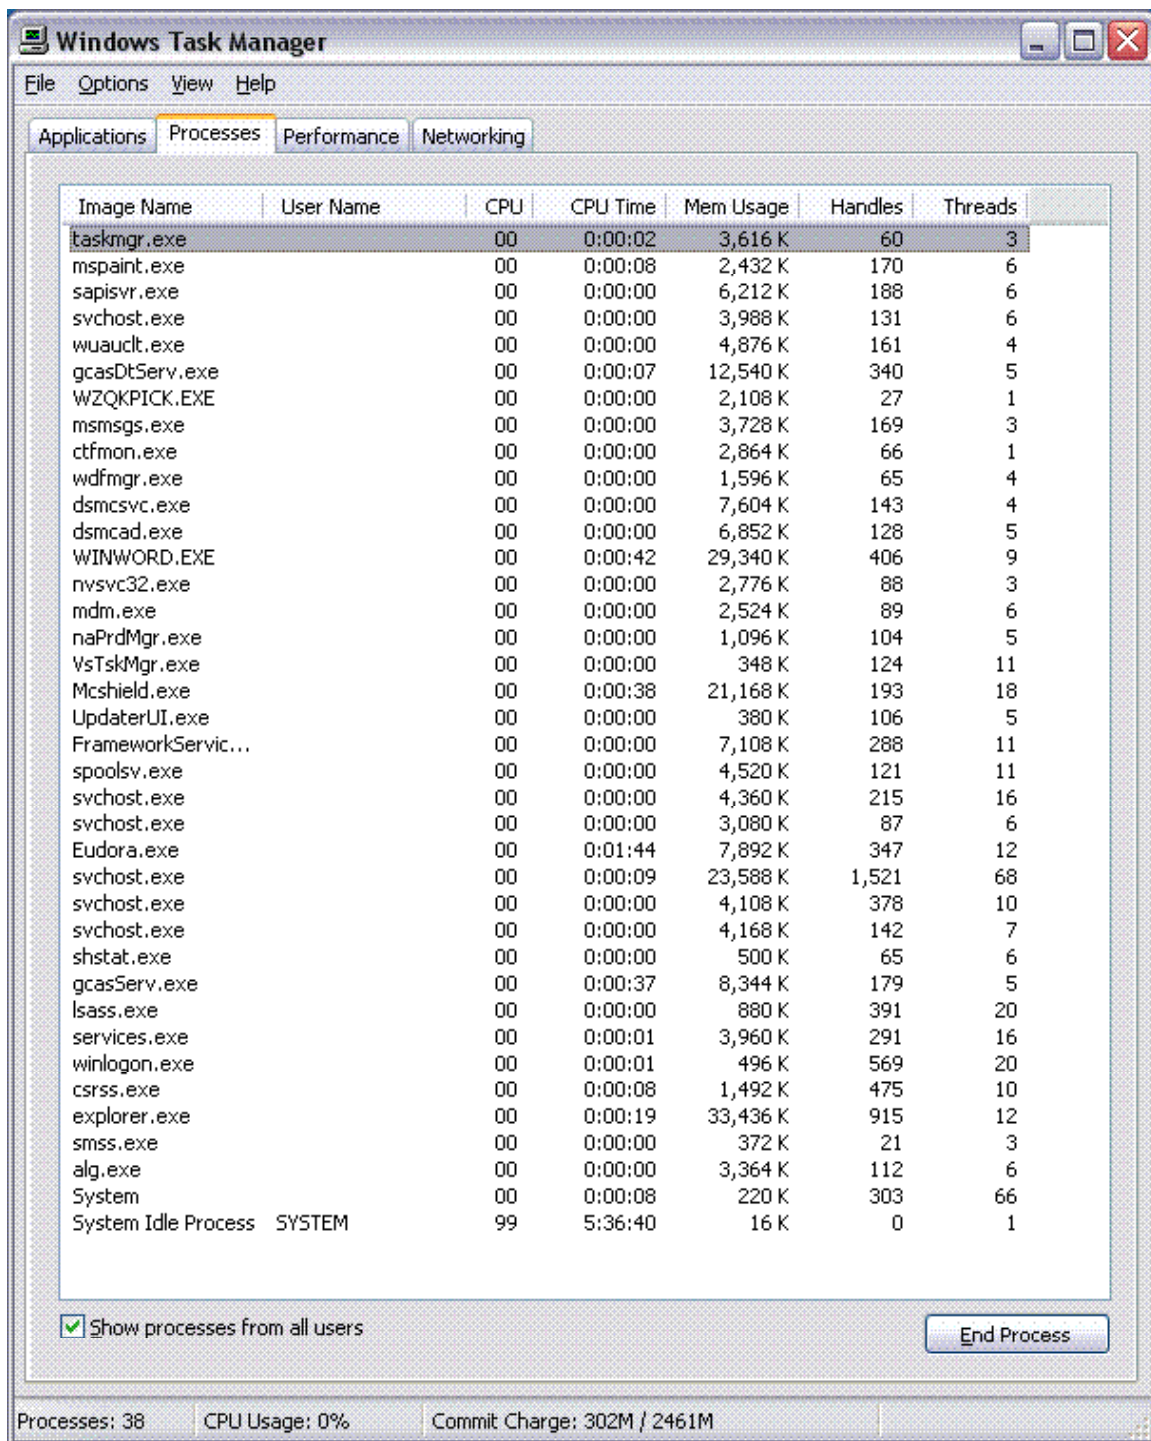 Windows Task Manager
File Options View Help
Applications Processes Performance Networking
Image Name User Name CPU CPU Time Mem Usage Handles Threads
taskmgr.exe 00 0:00:02 3,616 K 60 3
mspaint.exe 00 0:00:08 2,432 K 170 6
sapisvr.exe 00 0:00:00 6,212 K 188 6
svchost.exe 00 0:00:00 3,988 K 131 6
wuauclt.exe 00 0:00:00 4,876 K 161 4
gcasDtServ.exe 00 0:00:07 12,540 K 340 5
WZQKPICK.EXE 00 0:00:00 2,108 K 27 1
msmsgs.exe 00 0:00:00 3,728 K 169 3
ctfmon.exe 00 0:00:00 2,864 K 66 1
wdfmgr.exe 00 0:00:00 1,596 K 65 4
dsmcsvc.exe 00 0:00:00 7,604 K 143 4
dsmcad.exe 00 0:00:00 6,852 K 128 5
WINWORD.EXE 00 0:00:42 29,340 K 406 9
nvsvc32.exe 00 0:00:00 2,776 K 88 3
mdm.exe 00 0:00:00 2,524 K 89 6
naPrdMgr.exe 00 0:00:00 1,096 K 104 5
VsTskMgr.exe 00 0:00:00 348 K 124 11
Mcshield.exe 00 0:00:38 21,168 K 193 18
UpdaterUI.exe 00 0:00:00 380 K 106 5
FrameworkServic... 00 0:00:00 7,108 K 288 11
spoolsv.exe 00 0:00:00 4,520 K 121 11
svchost.exe 00 0:00:00 4,360 K 215 16
svchost.exe 00 0:00:00 3,080 K 87 6
Eudora.exe 00 0:01:44 7,892 K 347 12
svchost.exe 00 0:00:09 23,588 K 1,521 68
svchost.exe 00 0:00:00 4,108 K 378 10
svchost.exe 00 0:00:00 4,168 K 142 7
shstat.exe 00 0:00:00 500 K 65 6
gcasServ.exe 00 0:00:37 8,344 K 179 5
lsass.exe 00 0:00:00 880 K 391 20
services.exe 00 0:00:01 3,960 K 291 16
winlogon.exe 00 0:00:01 496 K 569 20
csrss.exe 00 0:00:08 1,492 K 475 10
explorer.exe 00 0:00:19 33,436 K 915 12
smss.exe 00 0:00:00 372 K 21 3
alg.exe 00 0:00:00 3,364 K 112 6
System 00 0:00:08 220 K 303 66
System Idle Process SYSTEM 99 5:36:40 16 K 0 1
Show processes from all users
End Process
Processes: 38 CPU Usage: 0% Commit Charge: 302M / 2461M